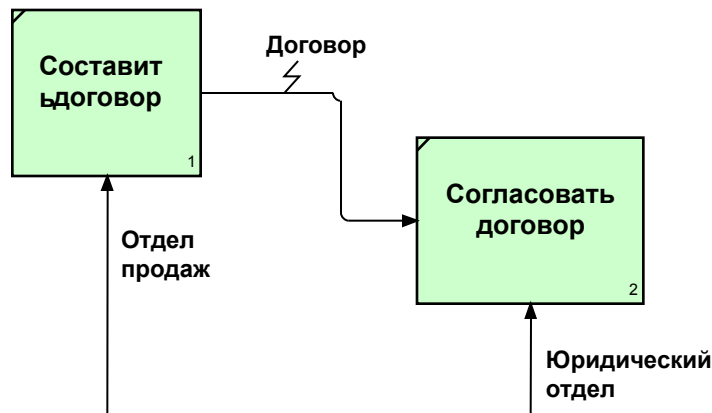 Договор
Составит
ьдоговор
1
Согласовать
договор
2
Отдел
продаж
Юридический
отдел